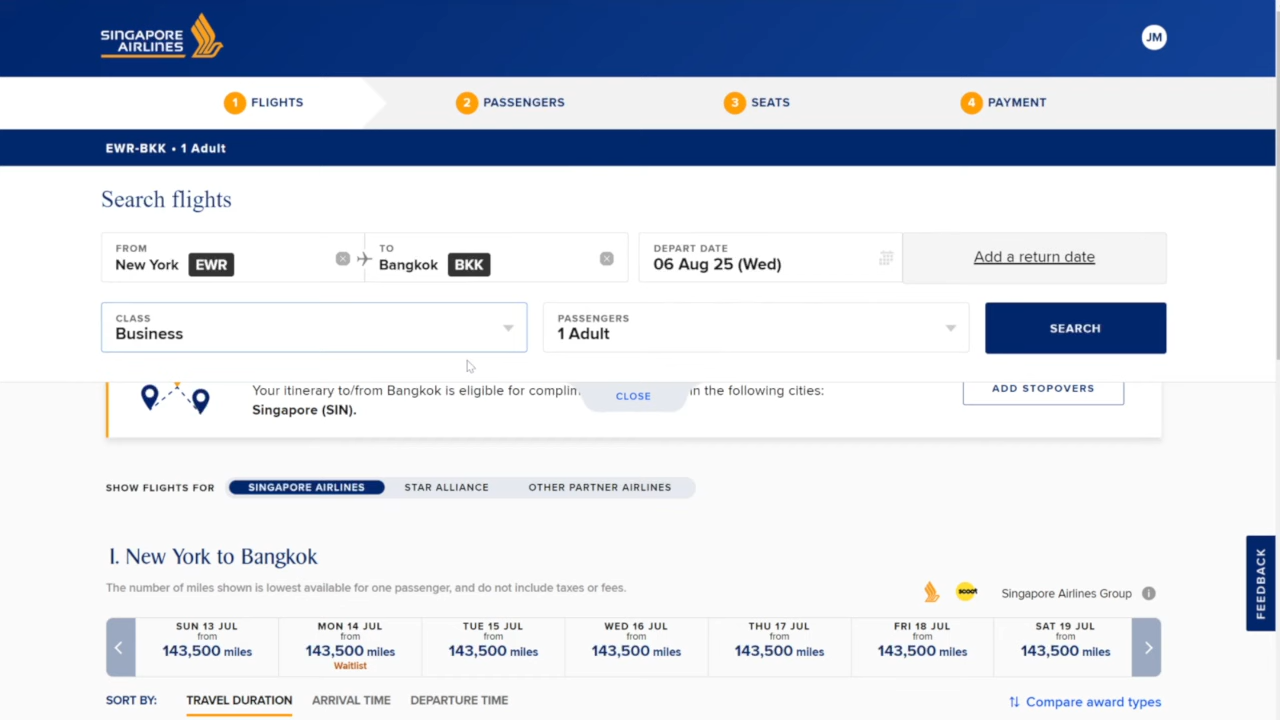 SINGAPORE
AIRLINES
JM
1 FLIGHTS
2 PASSENGERS
3 SEATS
4 PAYMENT
EWR-BKK • 1 Adult
Search flights
FROM
New York EWR
TO
Bangkok BKK
DEPART DATE
06 Aug 25 (Wed)
Add a return date
CLASS
Business
PASSENGERS
1 Adult
SEARCH
Your itinerary to/from Bangkok is eligible for in the following cities:
Singapore (SIN).
CLOSE
ADD STOPOVERS
SHOW FLIGHTS FOR
SINGAPORE AIRLINES
STAR ALLIANCE
OTHER PARTNER AIRLINES
FEEDBACK
1. New York to Bangkok
The number of miles shown is lowest available for one passenger, and do not include taxes or fees.
scoot
Singapore Airlines Group i
SUN 13 JUL
from
143,500 miles
MON 14 JUL
from
143,500 miles
Waitlist
TUE 15 JUL
from
143,500 miles
WED 16 JUL
from
143,500 miles
THU 17 JUL
from
143,500 miles
FRI 18 JUL
from
143,500 miles
SAT 19 JUL
from
143,500 miles
SORT BY:
TRAVEL DURATION
ARRIVAL TIME
DEPARTURE TIME
Compare award types